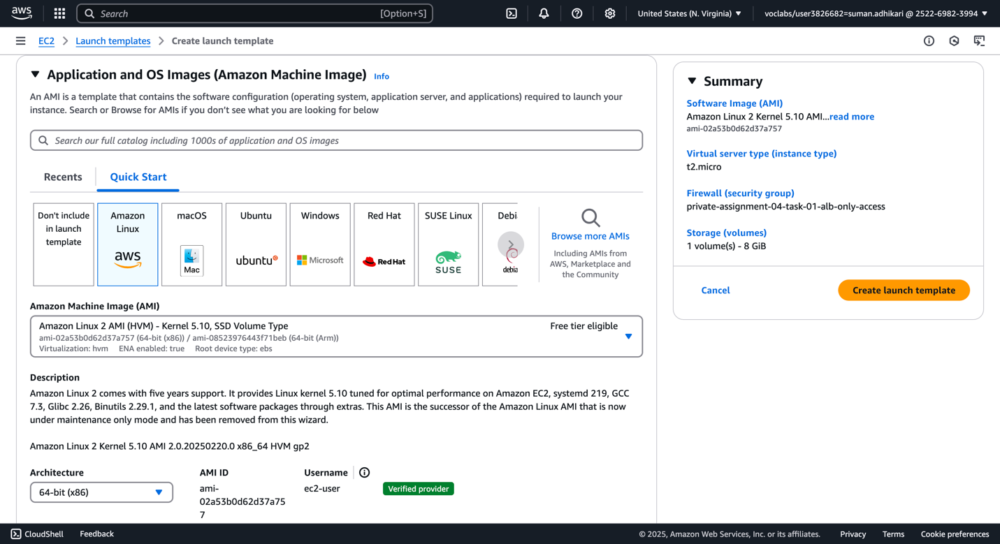 aws
Search [Option+S]
United States (N. Virginia)
voclabs/user3826682=suman.adhikari @ 2522-6982-3994
EC2
Launch templates
Create launch template
Application and OS Images (Amazon Machine Image) Info
An AMI is a template that contains the software configuration (operating system, application server, and applications) required to launch your
instance. Search or Browse for AMIs if you don't see what you are looking for below
Search our full catalog including 1000s of application and OS images
Recents
Quick Start
Don't include
in launch
template
Amazon
Linux
aws
macOS
Mac
Ubuntu
ubuntu
Windows
Microsoft
Red Hat
Red Hat
SUSE Linux
SUSE
Debi
debia
Browse more AMIs
Including AMIs from
AWS, Marketplace and
the Community
Amazon Machine Image (AMI)
Amazon Linux 2 AMI (HVM) - Kernel 5.10, SSD Volume Type
Free tier eligible
ami-02a53b0d62d37a757 (64-bit (x86)) / ami-08523976443f71beb (64-bit (Arm))
Virtualization: hvm ENA enabled: true Root device type: ebs
Description
Amazon Linux 2 comes with five years support. It provides Linux kernel 5.10 tuned for optimal performance on Amazon EC2, systemd 219, GCC
7.3, Glibc 2.26, Binutils 2.29.1, and the latest software packages through extras. This AMI is the successor of the Amazon Linux AMI that is now
under maintenance only mode and has been removed from this wizard.
Amazon Linux 2 Kernel 5.10 AMI 2.0.20250220.0 x86_64 HVM gp2
Architecture
64-bit (x86)
AMI ID
ami-
02a53b0d62d37a75
7
Username
ec2-user
Verified provider
Summary
Software Image (AMI)
Amazon Linux 2 Kernel 5.10 AMI...read more
ami-02a53b0d62d37a757
Virtual server type (instance type)
t2.micro
Firewall (security group)
private-assignment-04-task-01-alb-only-access
Storage (volumes)
1 volume(s) - 8 GiB
Cancel
Create launch template
CloudShell
Feedback
© 2025, Amazon Web Services, Inc. or its affiliates.
Privacy
Terms
Cookie preferences